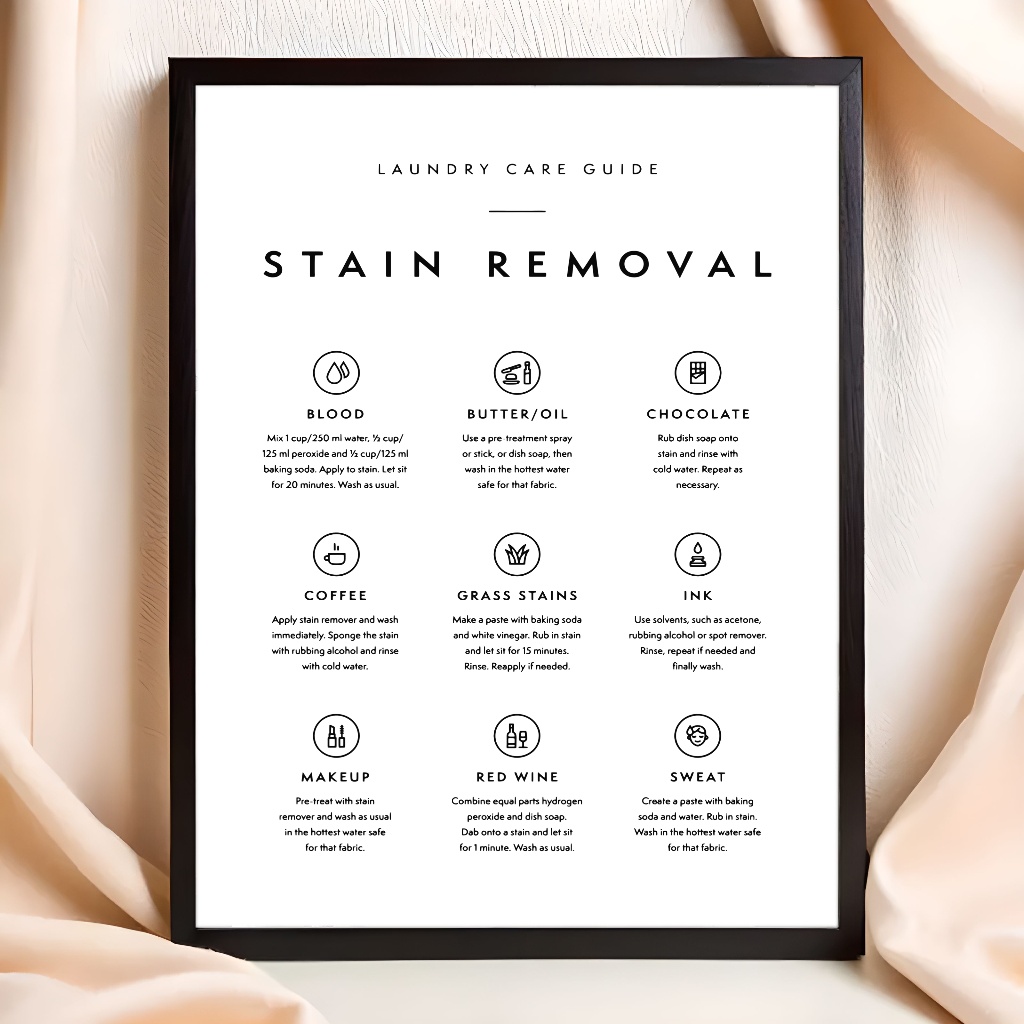 LAUNDRY CARE GUIDE
STAIN REMOVAL
BLOOD
Mix 1 cup/250 ml water, ½ cup/
125 ml peroxide and ½ cup/125 ml
baking soda. Apply to stain. Let sit
for 20 minutes. Wash as usual.
BUTTER/OIL
Use a pre-treatment spray
or stick, or dish soap, then
wash in the hottest water
safe for that fabric.
CHOCOLATE
Rub dish soap onto
stain and rinse with
cold water. Repeat as
necessary.
COFFEE
Apply stain remover and wash
immediately. Sponge the stain
with rubbing alcohol and rinse
with cold water.
GRASS STAINS
Make a paste with baking soda
and white vinegar. Rub in stain
and let sit for 15 minutes.
Rinse. Reapply if needed.
INK
Use solvents, such as acetone,
rubbing alcohol or spot remover.
Rinse, repeat if needed and
finally wash.
MAKEUP
Pre-treat with stain
remover and wash as usual
in the hottest water safe
for that fabric.
RED WINE
Combine equal parts hydrogen
peroxide and dish soap.
Dab onto a stain and let sit
for 1 minute. Wash as usual.
SWEAT
Create a paste with baking
soda and water. Rub in stain.
Wash in the hottest water safe
for that fabric.